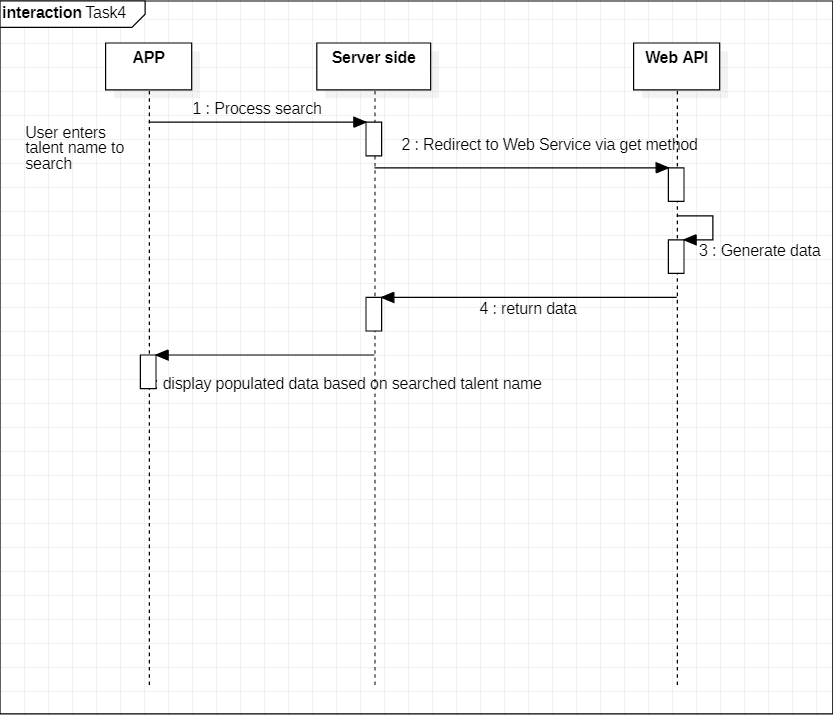 interaction Task4
APP
Server side
Web API
1 : Process search
User enters
talent name to
search
2 : Redirect to Web Service via get method
3 : Generate data
4 : return data
: display populated data based on searched talent name